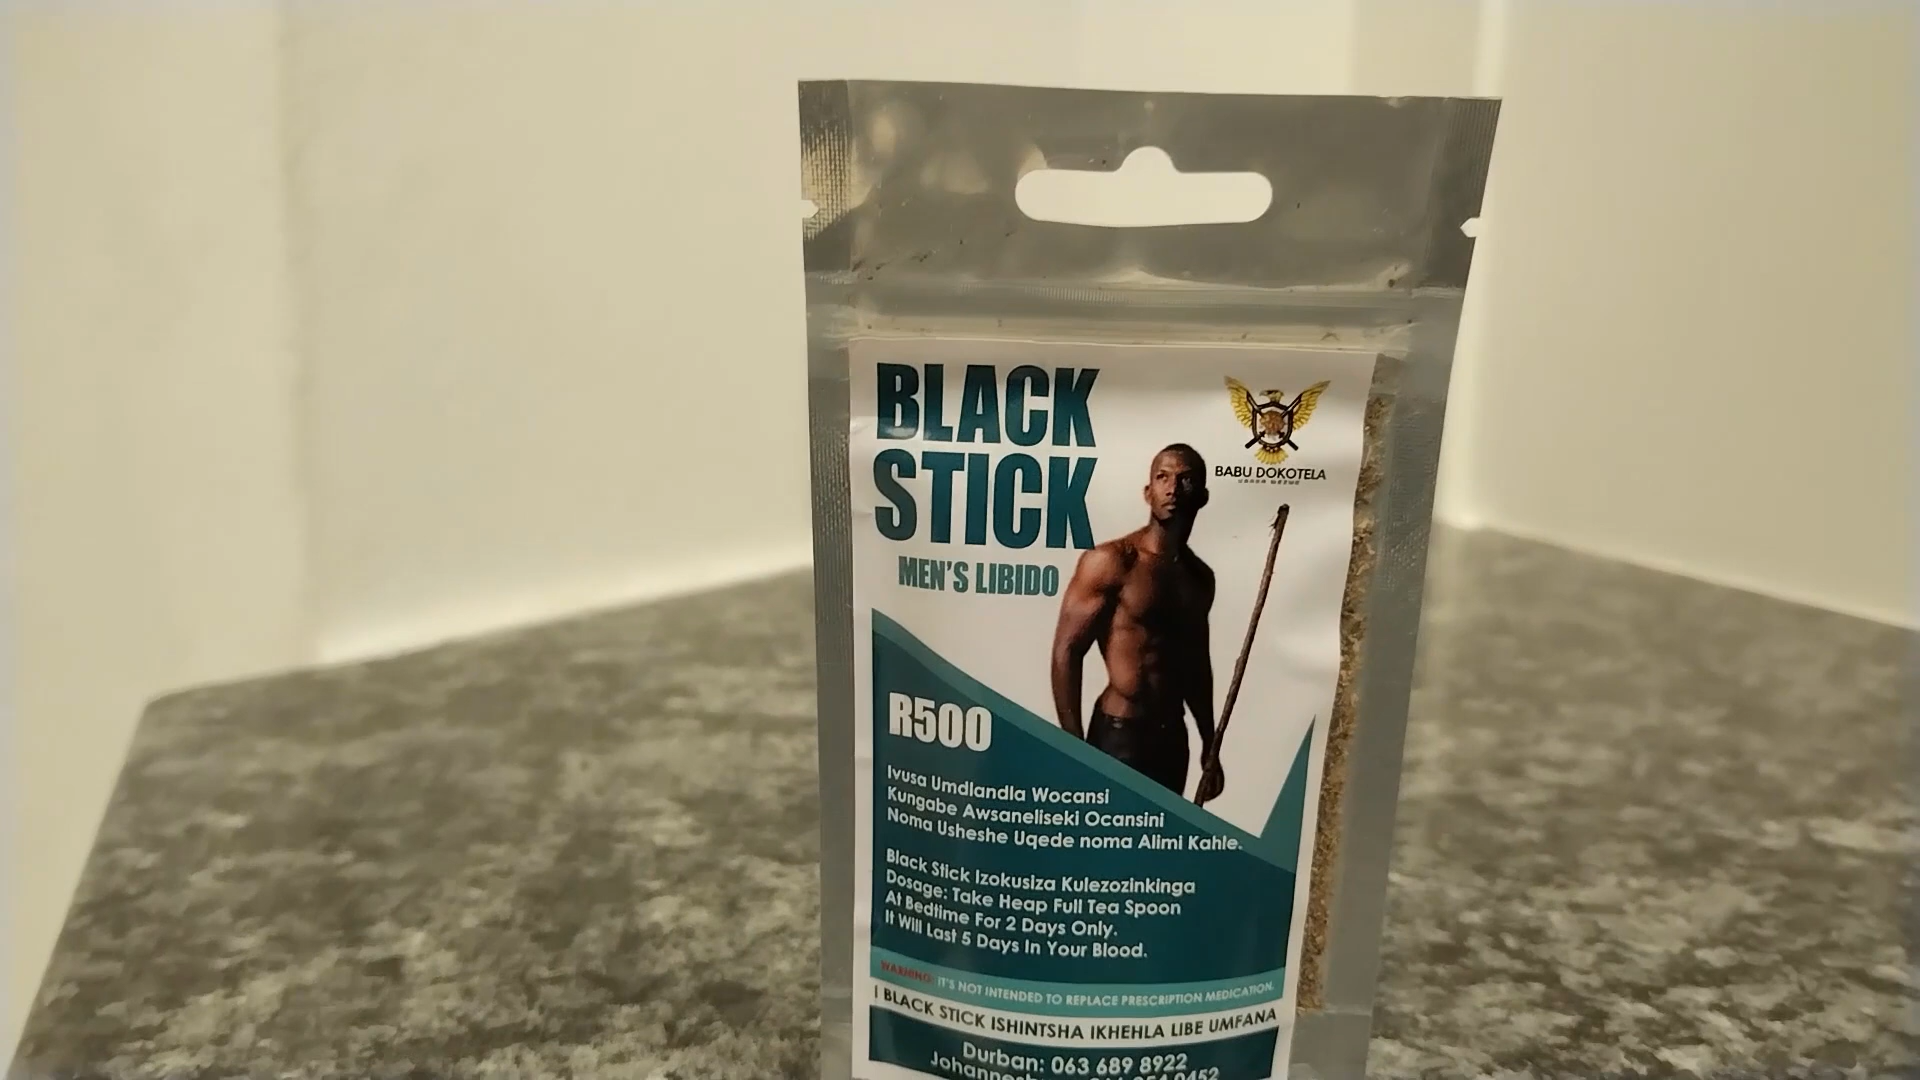 BLACK
STICK
MEN'S LIBIDO
BABU DOKOTELA
R500
Ivusa Umdlandla Wocansi
Kungabe Awsaneliseki Ocansini
Noma Usheshe Uqede noma Alimi Kahle.
Black Stick Izokusiza Kulezozinkinga
Dosage: Take Heap Full Tea Spoon
At Bedtime For 2 Days Only.
It Will Last 5 Days In Your Blood.
WARNING: IT'S NOT INTENDED TO REPLACE PRESCRIPTION MEDICATION.
I BLACK STICK ISHINTSHA IKHEHLA LIBE UMFANA
Durban: 063 689 8922